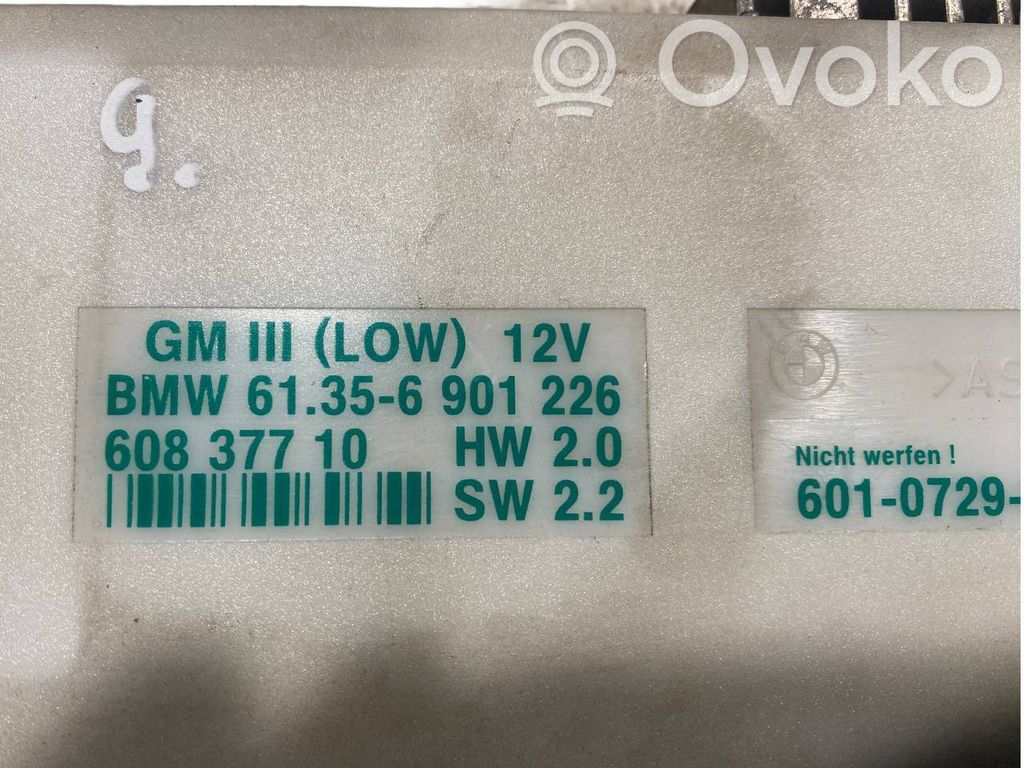 Ovoko
9.
GM III (LOW) 12V
BMW 61.35-6 901 226
608 377 10 HW 2.0
SW 2.2
Nicht werfen !
601-0729-